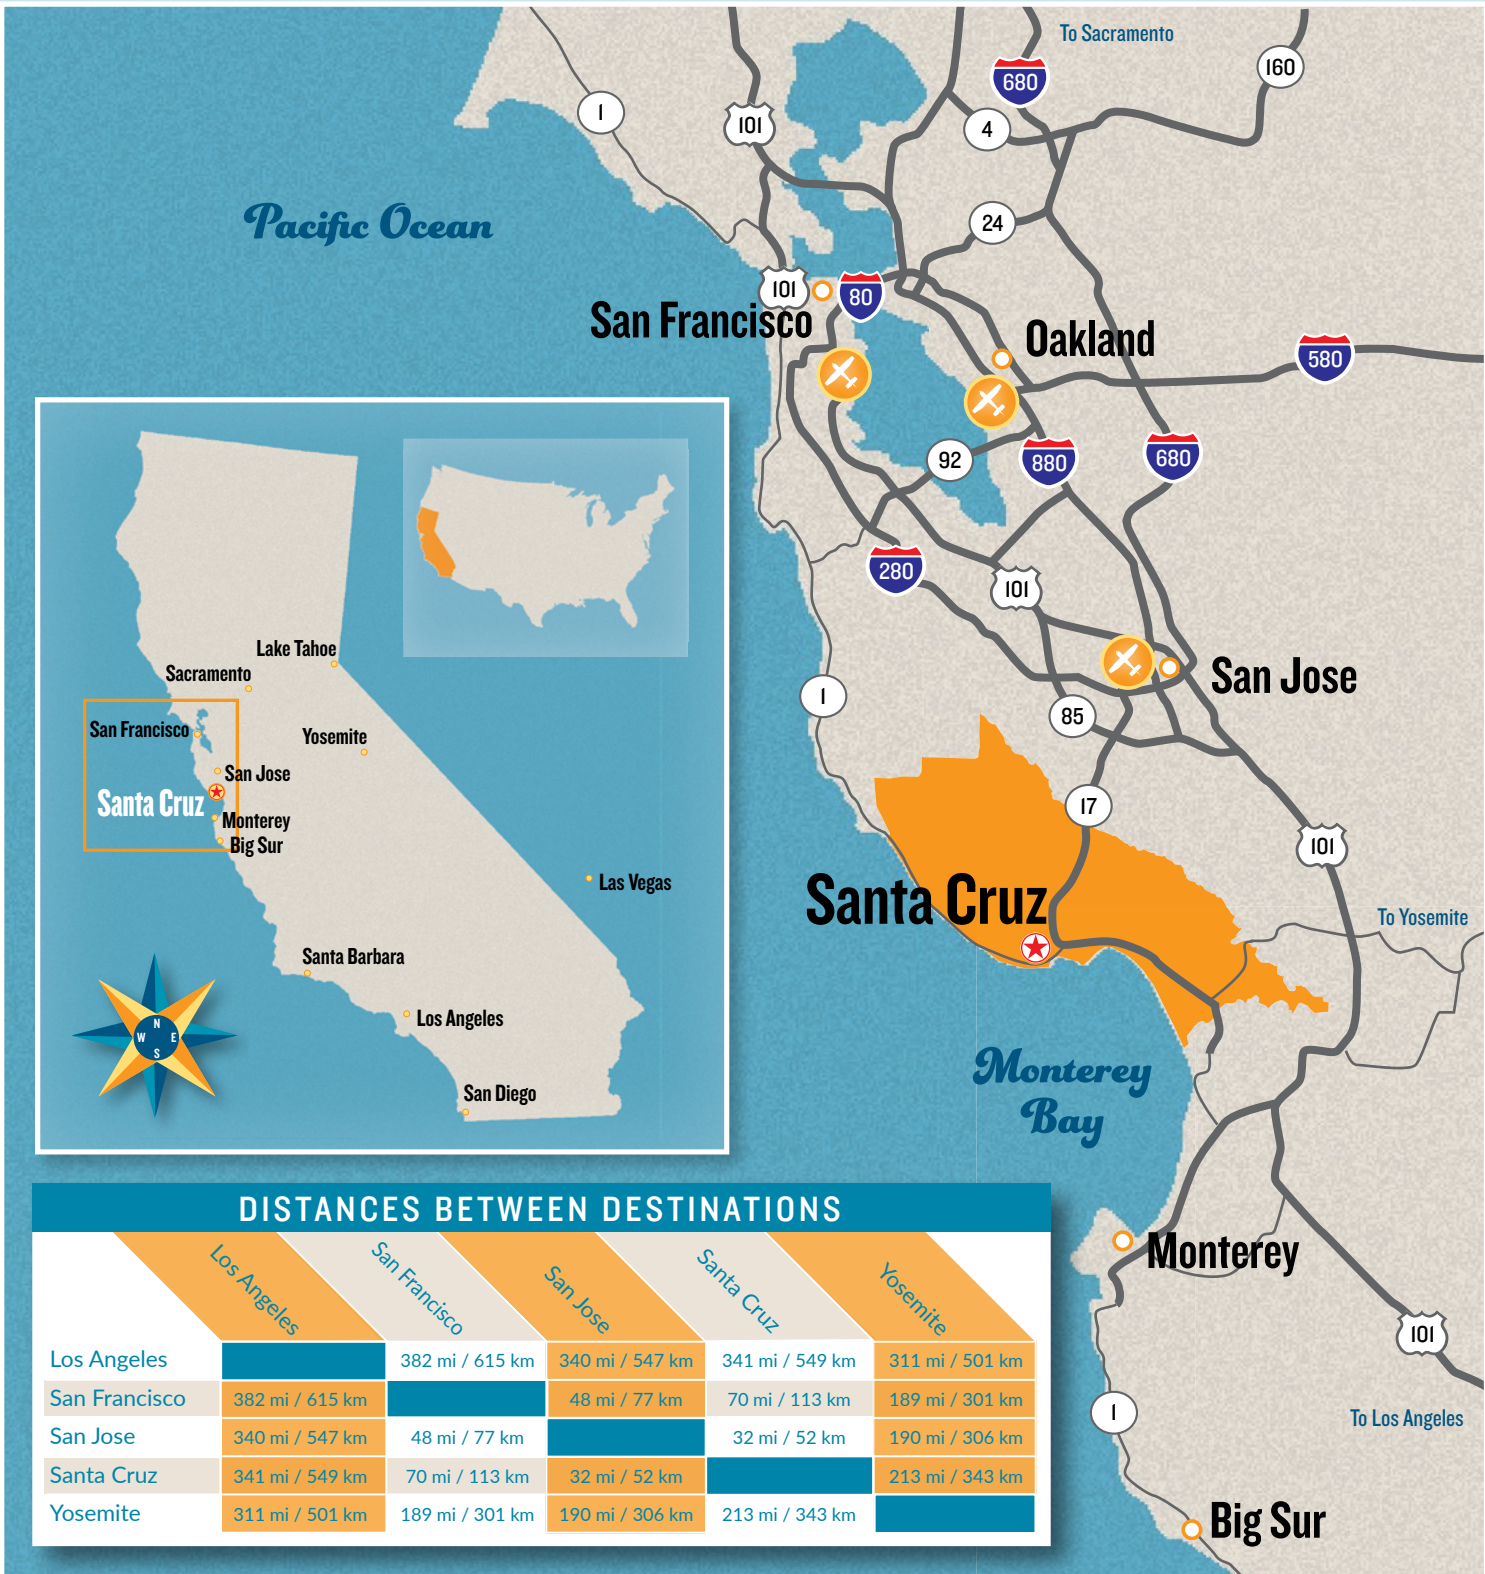 To Sacramento
680
160
1
101
4
Pacific Ocean
24
101
80
San Francisco
Oakland
580
92
880
680
280
101
San Jose
1
85
17
101
Santa Cruz
To Yosemite
Monterey
Bay
Monterey
101
1
To Los Angeles
Big Sur
Lake Tahoe
Sacramento
San Francisco
Yosemite
San Jose
Santa Cruz
Monterey
Big Sur
Las Vegas
Santa Barbara
Los Angeles
San Diego
N
W E
S
DISTANCES BETWEEN DESTINATIONS
Los Angeles San Francisco San Jose Santa Cruz Yosemite
Los Angeles 382 mi / 615 km 340 mi / 547 km 341 mi / 549 km 311 mi / 501 km
San Francisco 382 mi / 615 km 48 mi / 77 km 70 mi / 113 km 189 mi / 301 km
San Jose 340 mi / 547 km 48 mi / 77 km 32 mi / 52 km 190 mi / 306 km
Santa Cruz 341 mi / 549 km 70 mi / 113 km 32 mi / 52 km 213 mi / 343 km
Yosemite 311 mi / 501 km 189 mi / 301 km 190 mi / 306 km 213 mi / 343 km